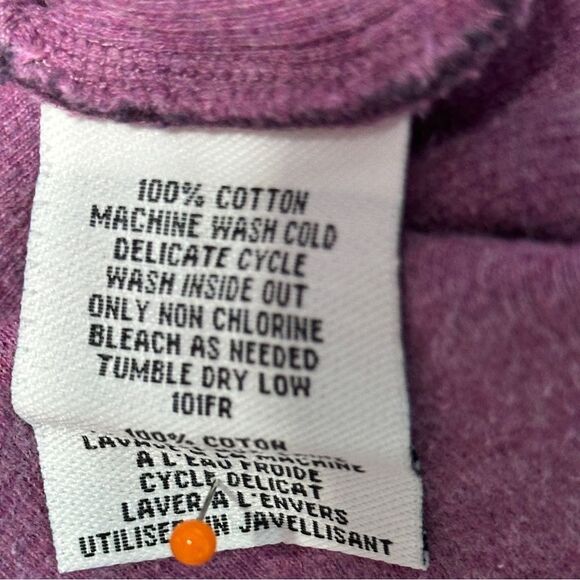 100% COTTON
MACHINE WASH COLD
DELICATE CYCLE
WASH INSIDE OUT
ONLY NON CHLORINE
BLEACH AS NEEDED
TUMBLE DRY LOW
101FR
100% COTON
MACHINE
A L'EAU FROIDE
CYCLE DELICAT
LAVER A L'ENVERS
JAVELLISANT